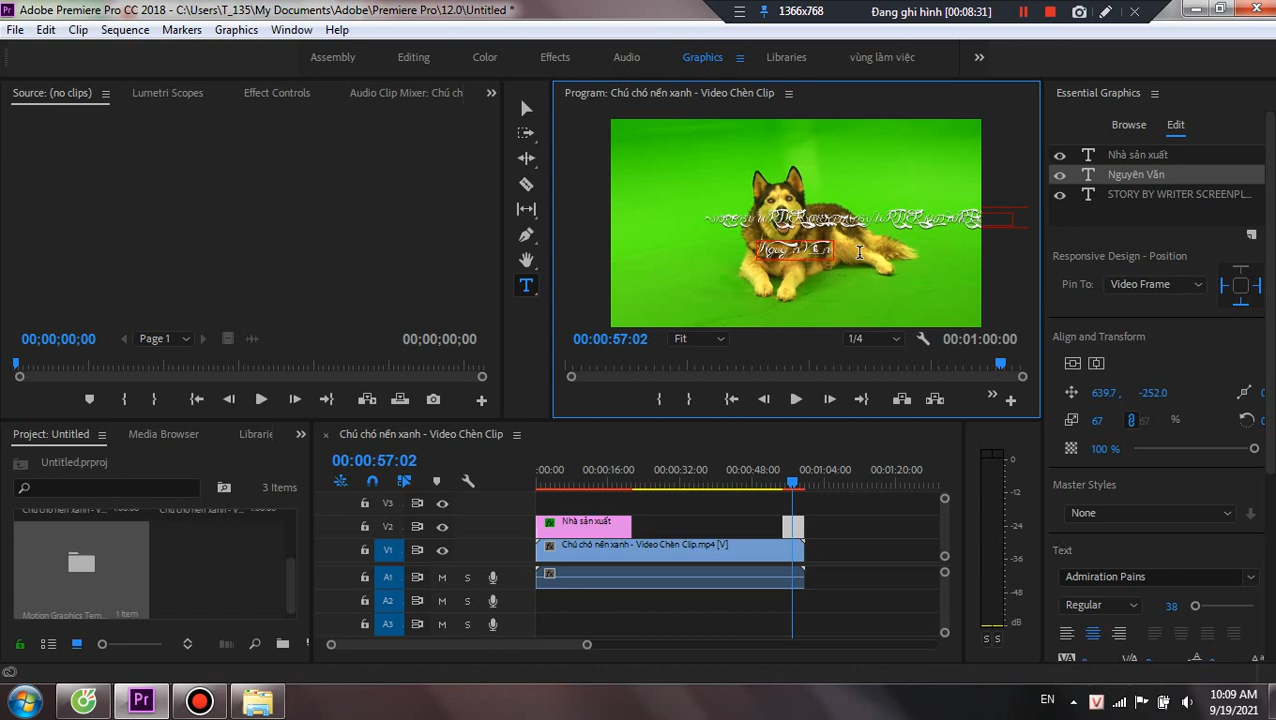 Adobe Premiere Pro CC 2018 - C:\Users\T_135\My Documents\Adobe\Premiere Pro\12.0\Untitled *
1366x768
Đang ghi hình [00:08:31]
File Edit Clip Sequence Markers Graphics Window Help
Assembly Editing Color Effects Audio Graphics Libraries vùng làm việc
Source: (no clips) Lumetri Scopes Effect Controls Audio Clip Mixer: Chú ch
Program: Chú chó nền xanh - Video Chèn Clip
Essential Graphics
Browse Edit
Nhà sản xuất
Nguyên Văn
STORY BY WRITER SCREENPL...
Responsive Design - Position
Pin To: Video Frame
Align and Transform
639.7 , -252.0
67 67 %
100 %
Master Styles
None
Text
Admiration Pains
Regular 38
00;00;00;00 Page 1 00;00;00;00
00:00:57:02 Fit 1/4 00:01:00:00
Project: Untitled Media Browser Librarie
Untitled.prproj
3 Items
Motion Graphics Tem... 1 Item
Chú chó nền xanh - Video Chèn Clip
00:00:57:02
:00:00 00:00:16:00 00:00:32:00 00:00:48:00 00:01:04:00 00:01:20:00
V3
V2 Nhà sản xuất
V1 Chú chó nền xanh - Video Chèn Clip.mp4 [V]
A1 M S
A2 M S
A3 M S
0
-6
-12
-18
-24
-30
-36
-42
-48
-54
dB
S S
EN
10:09 AM
9/19/2021